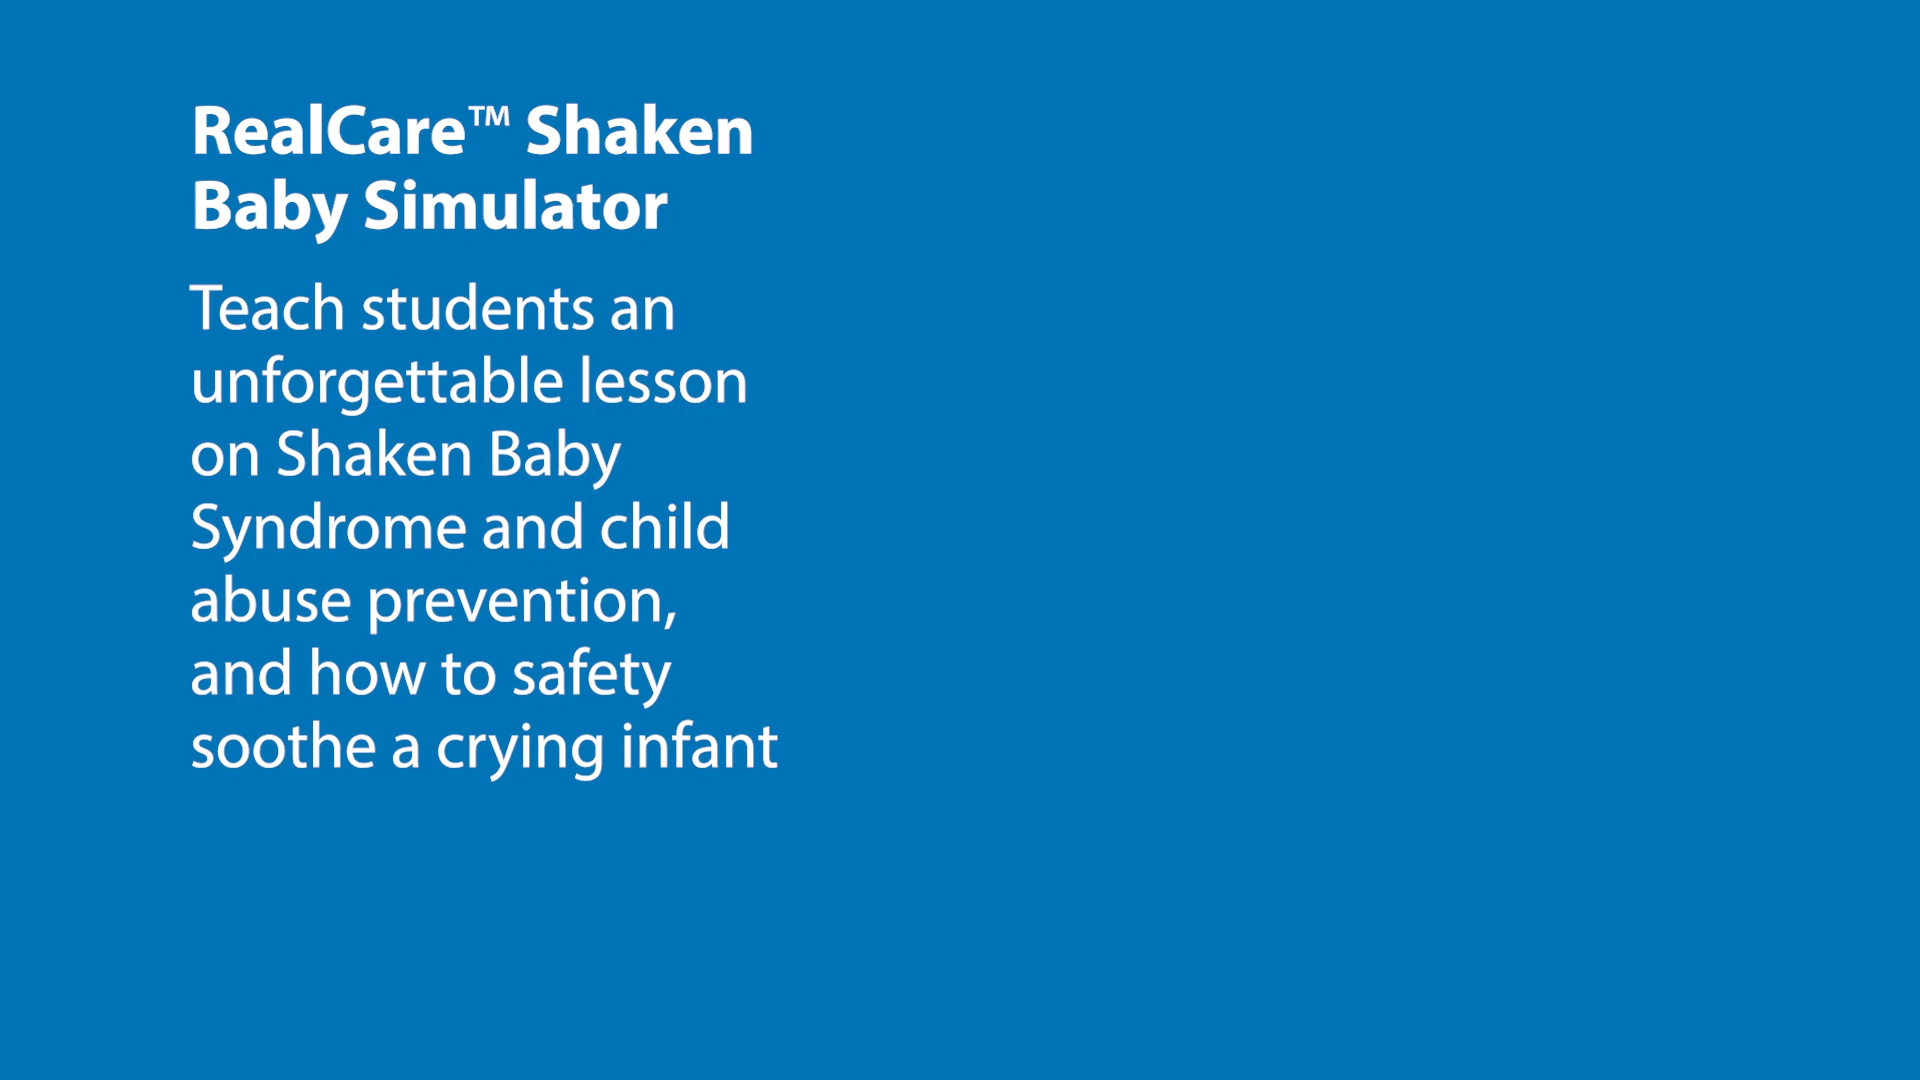 RealCare™ Shaken
Baby Simulator
Teach students an
unforgettable lesson
on Shaken Baby
Syndrome and child
abuse prevention,
and how to safety
soothe a crying infant